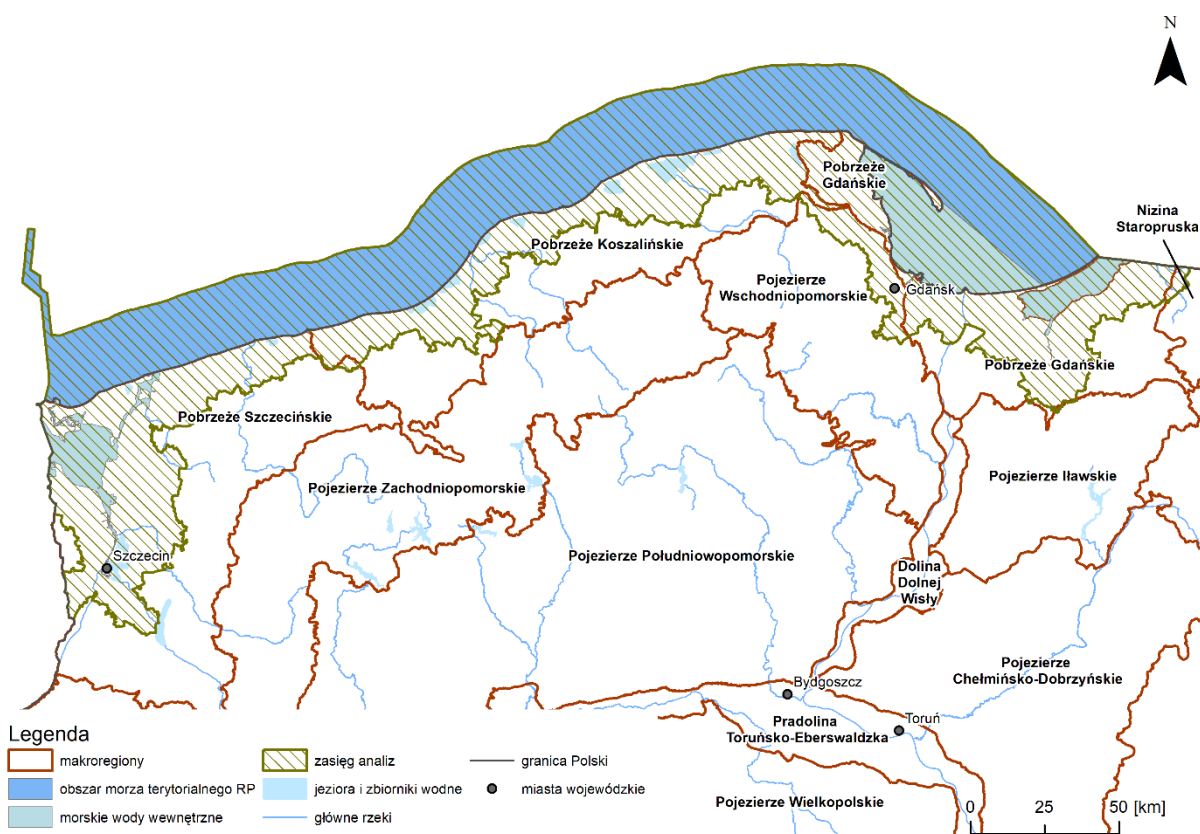 N
Pobrzeże
Gdańskie
Nizina
Staropruska
Pobrzeże Koszalińskie
Pojezierze
Wschodniopomorskie
Gdańsk
Pobrzeże Gdańskie
Pobrzeże Szczecińskie
Pojezierze Zachodniopomorskie
Pojezierze Iławskie
Szczecin
Pojezierze Południowopomorskie
Dolina
Dolnej
Wisły
Pojezierze
Chełmińsko-Dobrzyńskie
Bydgoszcz
Pradolina
Toruńsko-Eberswaldzka
Toruń
Pojezierze Wielkopolskie
Legenda
makroregiony
zasięg analiz
granica Polski
obszar morza terytorialnego RP
jeziora i zbiorniki wodne
miasta wojewódzkie
morskie wody wewnętrzne
główne rzeki
0 25 50 [km]